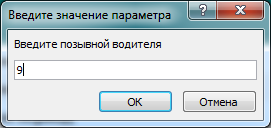 Введите значение параметра
Введите позывной водителя
9
OK
Отмена